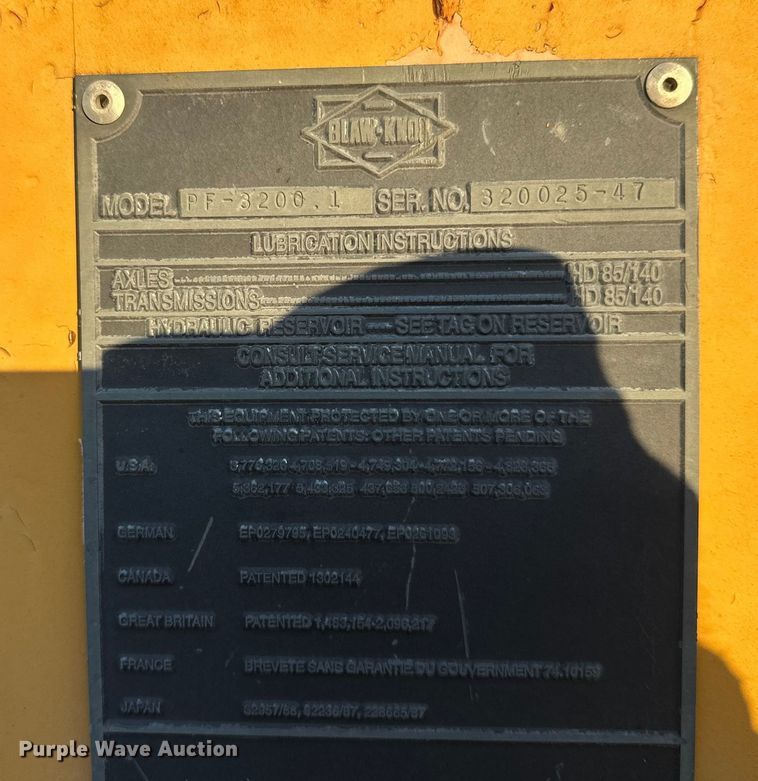 BLAW-KNOX
MODEL PF-3200.1 SER. NO. 320025-47
LUBRICATION INSTRUCTIONS
AXLES HD 85/140
TRANSMISSIONS HD 85/140
HYDRAULIC RESERVOIR SEE TAG ON RESERVOIR
CONSULT SERVICE MANUAL FOR
ADDITIONAL INSTRUCTIONS
THIS EQUIPMENT PROTECTED BY ONE OR MORE OF THE
FOLLOWING PATENTS: OTHER PATENTS PENDING
U.S.A.
GERMAN EP0279795, EP0240477,
CANADA PATENTED 1302144
GREAT BRITAIN PATENTED
FRANCE BREVETE SANS GARANTIE DU GOUVERNMENT 74.10159
JAPAN
Purple Wave Auction